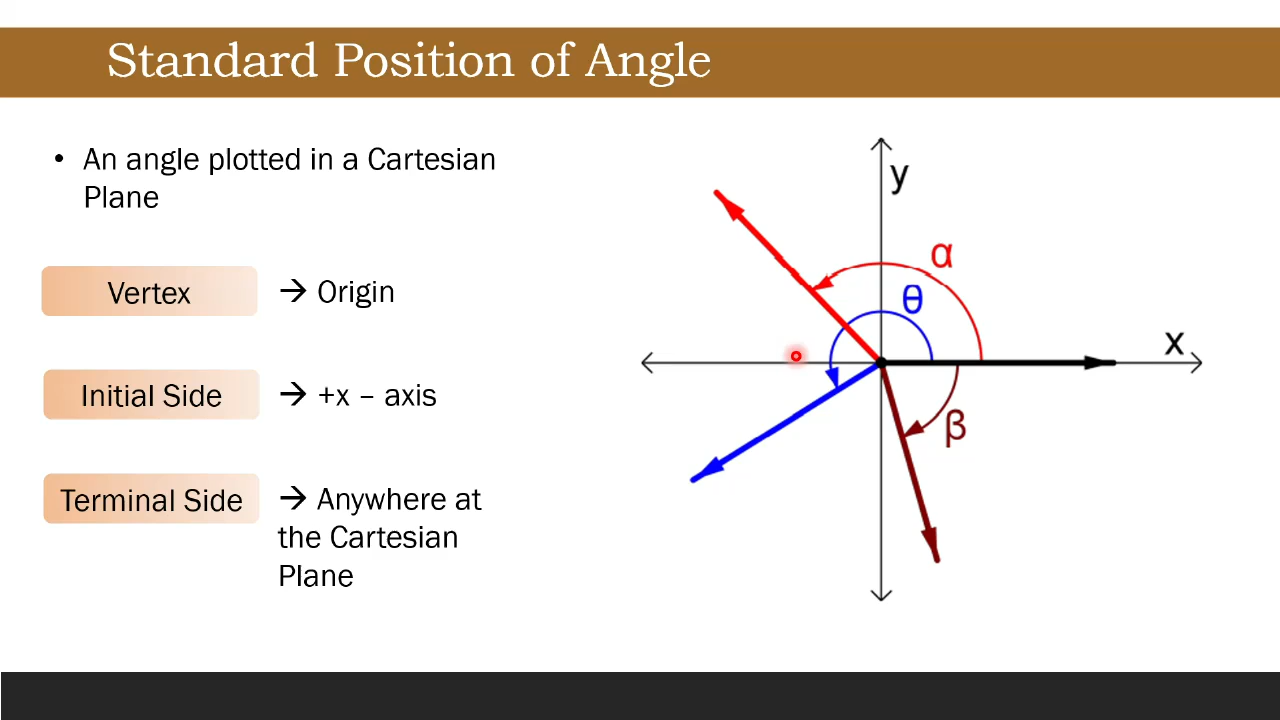 Standard Position of Angle
• An angle plotted in a Cartesian
Plane
Vertex → Origin
Initial Side → +x – axis
Terminal Side → Anywhere at
the Cartesian
Plane
y
α
θ
x
β